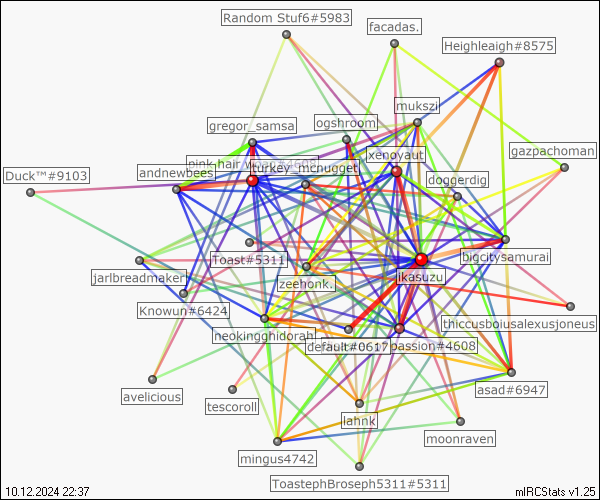 Random Stuf6#5983
facadas.
Heighleaigh#8575
mukszi
ogshroom
gregor_samsa
xenoyaut
gazpachoman
turkey_mcnugget
andnewbees
Duck™#9103
doggerdig
bigcitysamurai
Toast#5311
jarlbreadmaker
zeehonk.
ikasuzu
Knowun#6424
thiccusboiusalexusjoneus
neokingghidorah
default#0617
passion#4608
asad#6947
avelicious
tescoroll
lahnk
moonraven
mingus4742
ToastephBroseph5311#5311
10.12.2024 22:37
mIRCStats v1.25